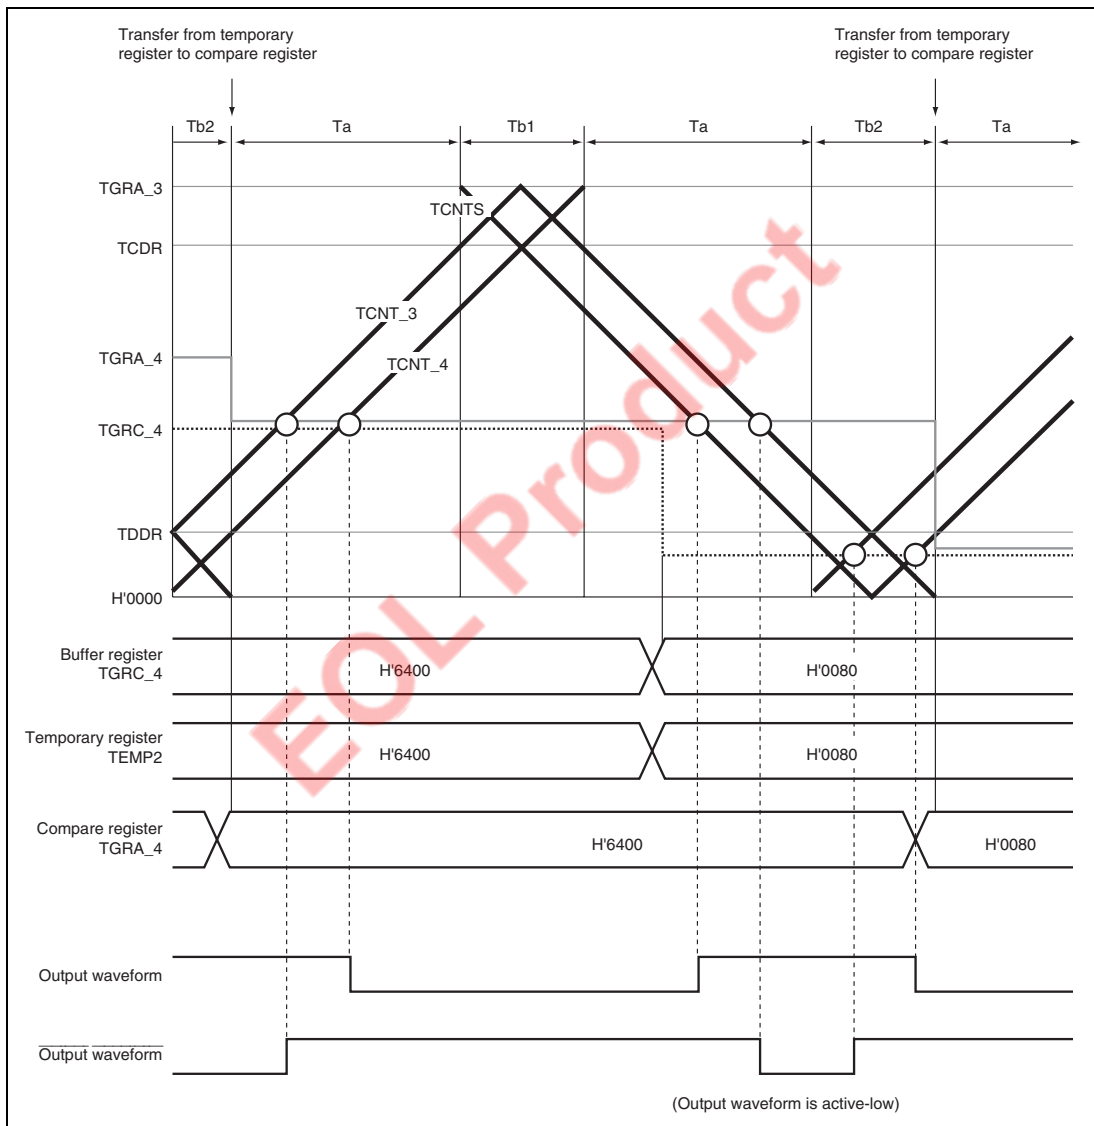 Transfer from temporary
register to compare register
Transfer from temporary
register to compare register
Tb2
Ta
Tb1
Ta
Tb2
Ta
TGRA_3
TCNTS
TCDR
TCNT_3
TGRA_4
TCNT_4
TGRC_4
TDDR
H'0000
Buffer register
TGRC_4
H'6400
H'0080
Temporary register
TEMP2
H'6400
H'0080
Compare register
TGRA_4
H'6400
H'0080
Output waveform
Output waveform
(Output waveform is active-low)
EOL Product